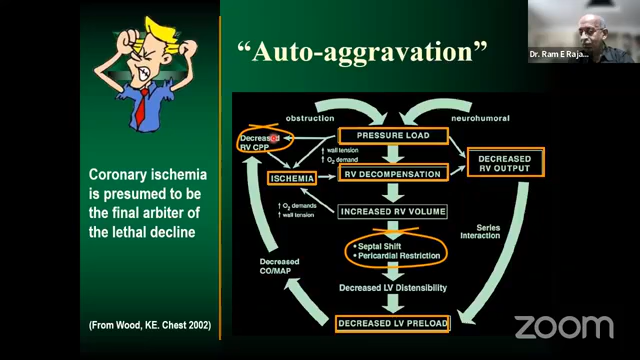 "Auto-aggravation"
Dr. Ram E Raja...
Coronary ischemia
is presumed to be
the final arbiter of
the lethal decline
(From Wood, KE. Chest 2002)
obstruction
neurohumoral
PRESSURE LOAD
Decreased
RV CPP
↑ wall tension
↑ O2 demand
DECREASED
RV OUTPUT
ISCHEMIA
RV DECOMPENSATION
↑ O2 demands
↑ wall tension
INCREASED RV VOLUME
Series
Interaction
• Septal Shift
• Pericardial Restriction
Decreased
CO/MAP
Decreased LV Distensibility
DECREASED LV PRELOAD
zoom